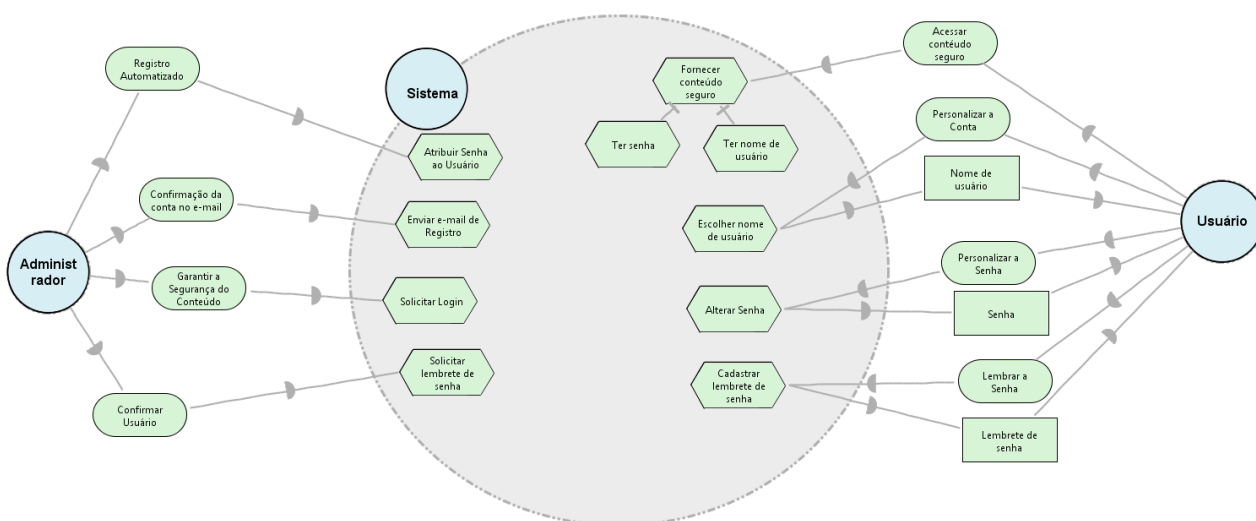 Registro
Automatizado
Confirmação da
conta no e-mail
Administ
rador
Garantir a
Segurança do
Conteúdo
Confirmar
Usuário
Sistema
Atribuir Senha
ao Usuário
Enviar e-mail de
Registro
Solicitar Login
Solicitar
lembrete de
senha
Fornecer
conteúdo
seguro
Ter senha
Ter nome de
usuário
Escolher nome
de usuário
Alterar Senha
Cadastrar
lembrete de
senha
Acessar
contéudo
seguro
Personalizar a
Conta
Nome de
usuário
Personalizar a
Senha
Senha
Lembrar a
Senha
Lembrete de
senha
Usuário